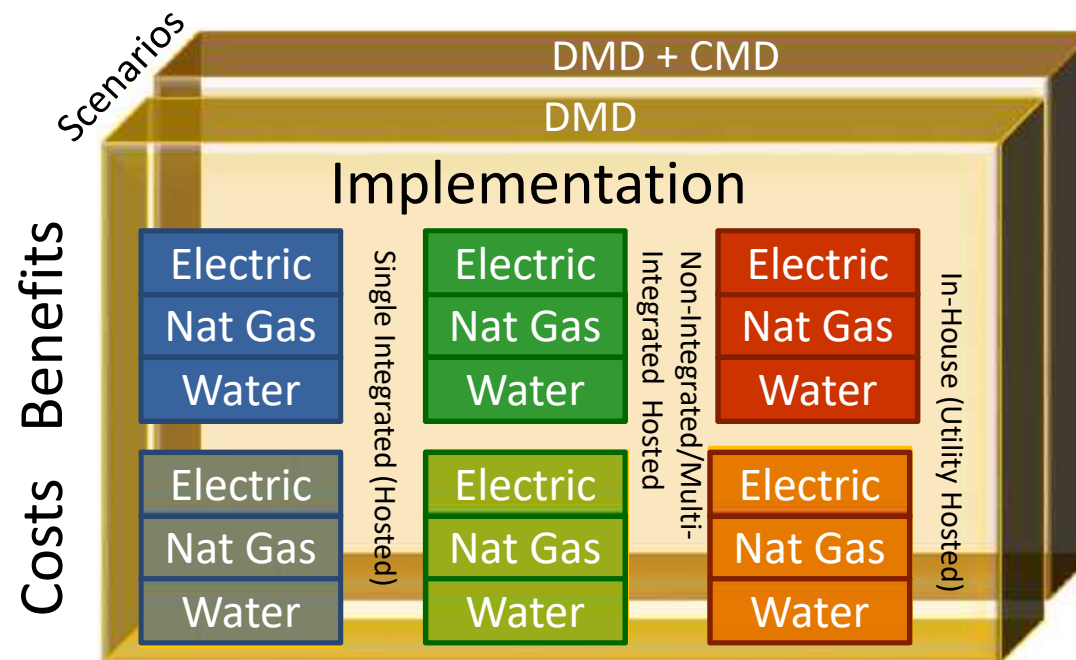 Scenarios
DMD + CMD
DMD
Implementation
Benefits
Electric
Nat Gas
Water
Single Integrated (Hosted)
Electric
Nat Gas
Water
Non-Integrated/Multi-
Integrated Hosted
Electric
Nat Gas
Water
In-House (Utility Hosted)
Costs
Electric
Nat Gas
Water
Electric
Nat Gas
Water
Electric
Nat Gas
Water